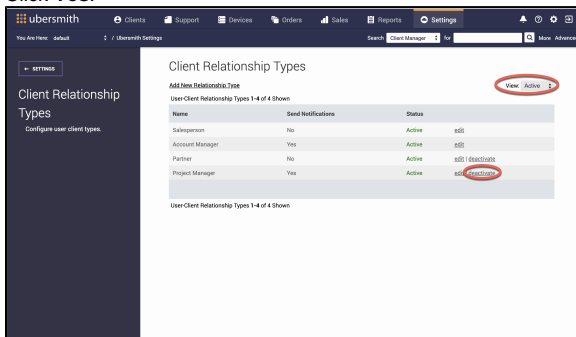 Click Yes.
ubersmith Clients Support Devices Orders Sales Reports Settings
You Are Here: default / Ubersmith Settings Search Client Manager for More Advanced
← SETTINGS
Client Relationship Types
Configure user client types.
Client Relationship Types
Add New Relationship Type
View: Active
User-Client Relationship Types 1-4 of 4 Shown
Name Send Notifications Status
Salesperson No Active edit
Account Manager Yes Active edit
Partner No Active edit | deactivate
Project Manager Yes Active edit | deactivate
User-Client Relationship Types 1-4 of 4 Shown